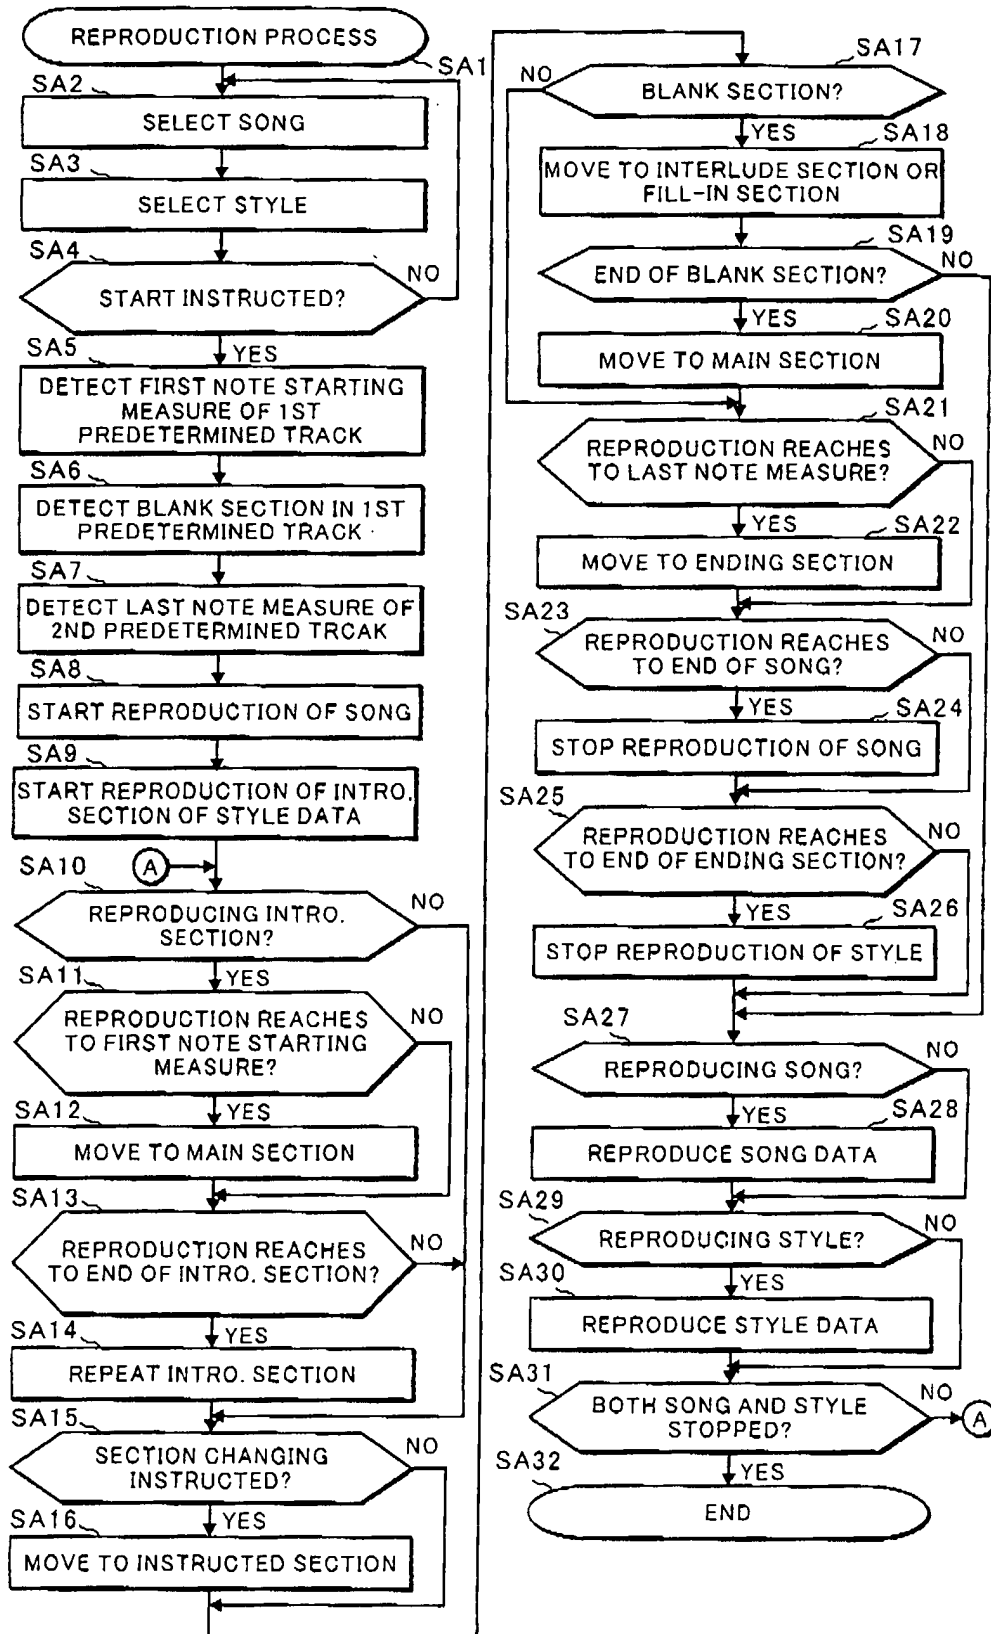 REPRODUCTION PROCESS
SA1
SA2
SELECT SONG
SA3
SELECT STYLE
SA4
START INSTRUCTED?
NO
YES
SA5
DETECT FIRST NOTE STARTING
MEASURE OF 1ST
PREDETERMINED TRACK
SA6
DETECT BLANK SECTION IN 1ST
PREDETERMINED TRACK
SA7
DETECT LAST NOTE MEASURE OF
2ND PREDETERMINED TRCAK
SA8
START REPRODUCTION OF SONG
SA9
START REPRODUCTION OF INTRO.
SECTION OF STYLE DATA
A
SA10
REPRODUCING INTRO.
SECTION?
NO
YES
SA11
REPRODUCTION REACHES
TO FIRST NOTE STARTING
MEASURE?
NO
YES
SA12
MOVE TO MAIN SECTION
SA13
REPRODUCTION REACHES
TO END OF INTRO. SECTION?
NO
YES
SA14
REPEAT INTRO. SECTION
SA15
SECTION CHANGING
INSTRUCTED?
NO
YES
SA16
MOVE TO INSTRUCTED SECTION
SA17
BLANK SECTION?
NO
YES
SA18
MOVE TO INTERLUDE SECTION OR
FILL-IN SECTION
SA19
END OF BLANK SECTION?
NO
YES
SA20
MOVE TO MAIN SECTION
SA21
REPRODUCTION REACHES
TO LAST NOTE MEASURE?
NO
YES
SA22
MOVE TO ENDING SECTION
SA23
REPRODUCTION REACHES
TO END OF SONG?
NO
YES
SA24
STOP REPRODUCTION OF SONG
SA25
REPRODUCTION REACHES
TO END OF ENDING SECTION?
NO
YES
SA26
STOP REPRODUCTION OF STYLE
SA27
REPRODUCING SONG?
NO
YES
SA28
REPRODUCE SONG DATA
SA29
REPRODUCING STYLE?
NO
YES
SA30
REPRODUCE STYLE DATA
SA31
BOTH SONG AND STYLE
STOPPED?
NO
A
YES
SA32
END